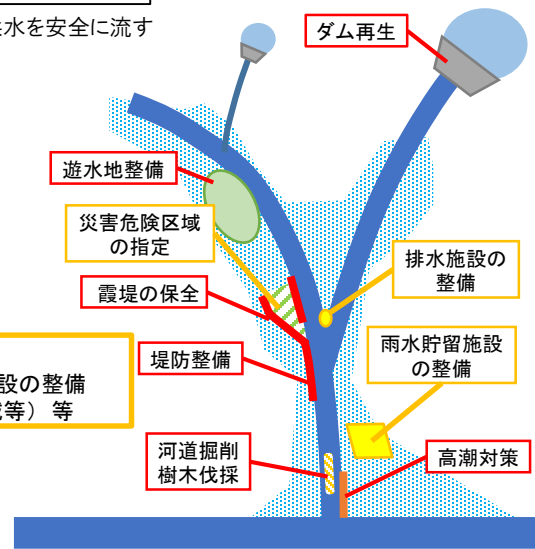 水を安全に流す
ダム再生
遊水地整備
災害危険区域
の指定
排水施設の
整備
霞堤の保全
雨水貯留施設
の整備
堤防整備
設の整備
等）等
河道掘削
樹木伐採
高潮対策